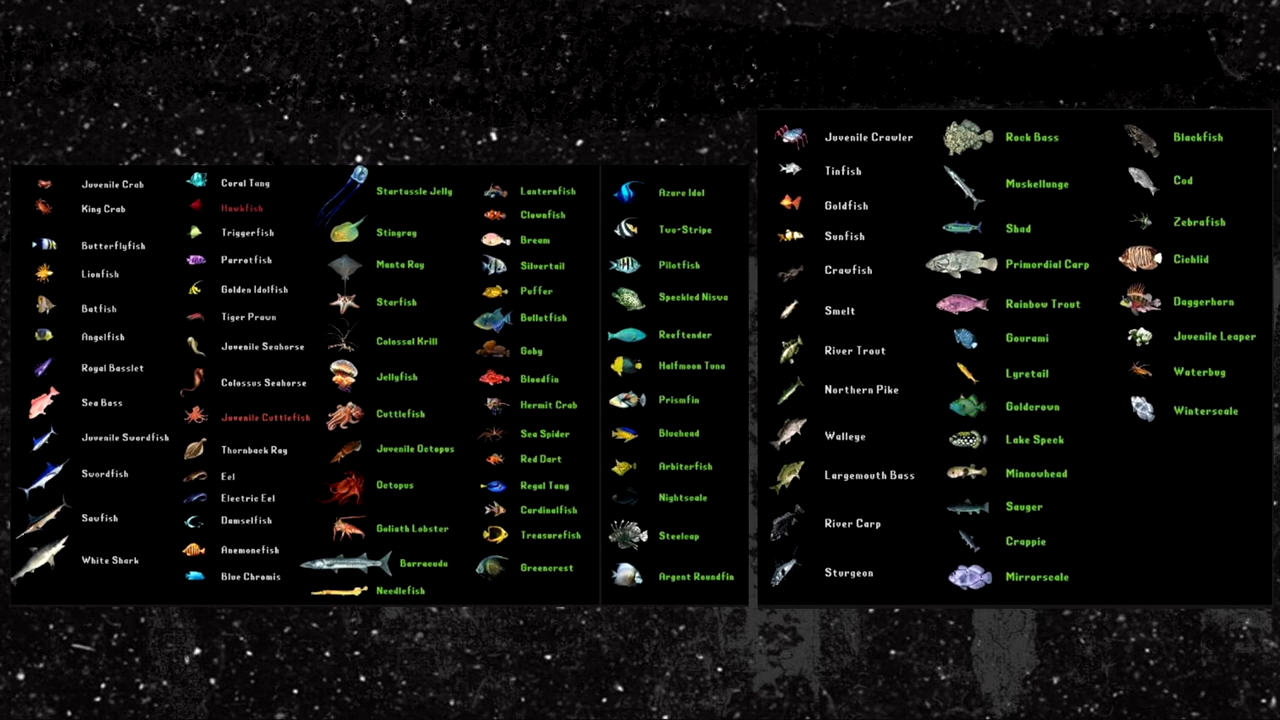 Juvenile Crab
King Crab
Butterflyfish
Lionfish
Batfish
Angelfish
Royal Basslet
Sea Bass
Juvenile Swordfish
Swordfish
Sawfish
White Shark
Coral Tang
Hawkfish
Triggerfish
Parrotfish
Golden Idolfish
Tiger Prawn
Juvenile Seahorse
Colossus Seahorse
Juvenile Cuttlefish
Thornback Ray
Eel
Electric Eel
Damselfish
Anemonefish
Blue Chromis
Startassle Jelly
Stingray
Manta Ray
Starfish
Colossal Krill
Jellyfish
Cuttlefish
Juvenile Octopus
Octopus
Goliath Lobster
Barracuda
Needlefish
Lanternfish
Clownfish
Bream
Silvertail
Puffer
Bulletfish
Goby
Bloodfin
Hermit Crab
Sea Spider
Red Dart
Regal Tang
Cardinalfish
Treasurefish
Greencrest
Azure Idol
Two-Stripe
Pilotfish
Speckled Niswa
Reeftender
Halfmoon Tuna
Prismfin
Bluehead
Arbiterfish
Nightscale
Steelcap
Argent Roundfin
Juvenile Crawler
Tinfish
Goldfish
Sunfish
Crawfish
Smelt
River Trout
Northern Pike
Walleye
Largemouth Bass
River Carp
Sturgeon
Rock Bass
Muskellunge
Shad
Primordial Carp
Rainbow Trout
Gourami
Lyretail
Goldcrown
Lake Speck
Minnowhead
Sauger
Crappie
Mirrorscale
Blackfish
Cod
Zebrafish
Cichlid
Daggerhorn
Juvenile Leaper
Waterbug
Winterscale